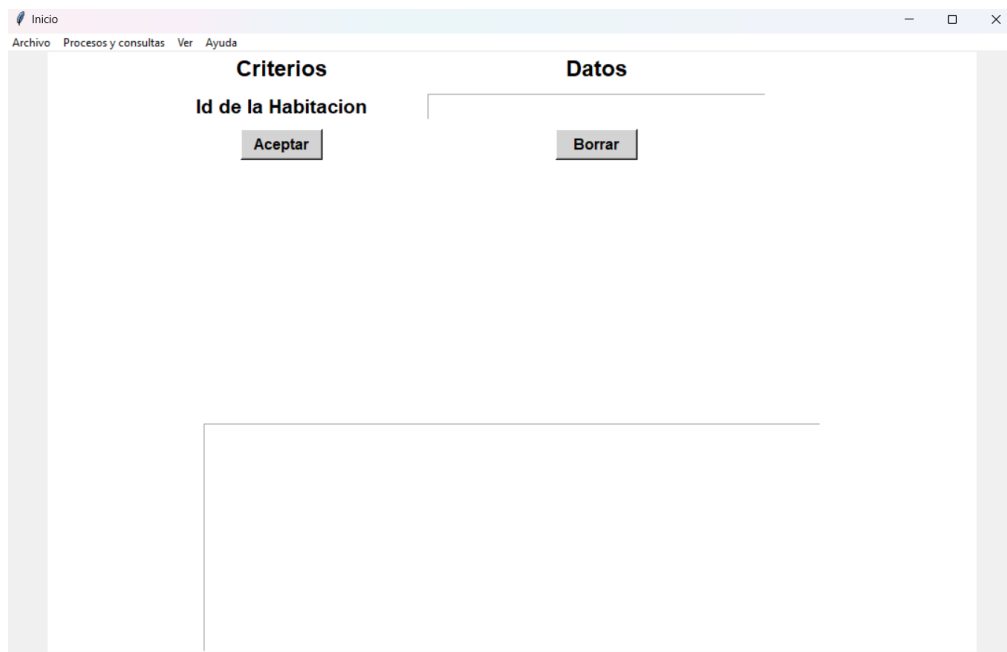 Inicio
Archivo Procesos y consultas Ver Ayuda
Criterios Datos
Id de la Habitacion
Aceptar Borrar